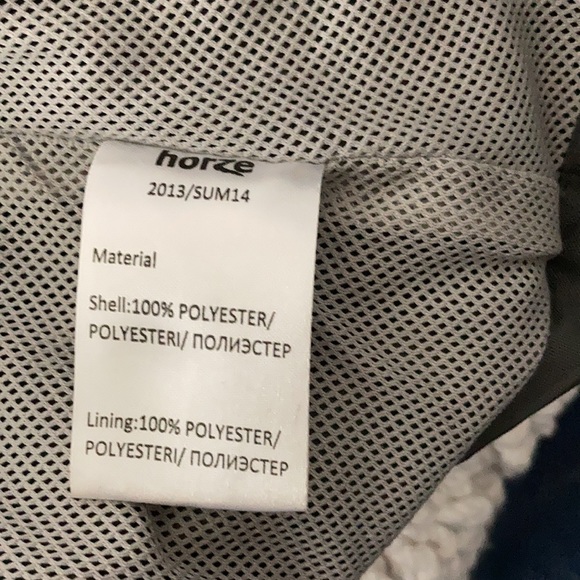 horze
2013/SUM14
Material
Shell:100% POLYESTER/
POLYESTERI/ ПОЛИЭСТЕР
Lining:100% POLYESTER/
POLYESTERI/ ПОЛИЭСТЕР